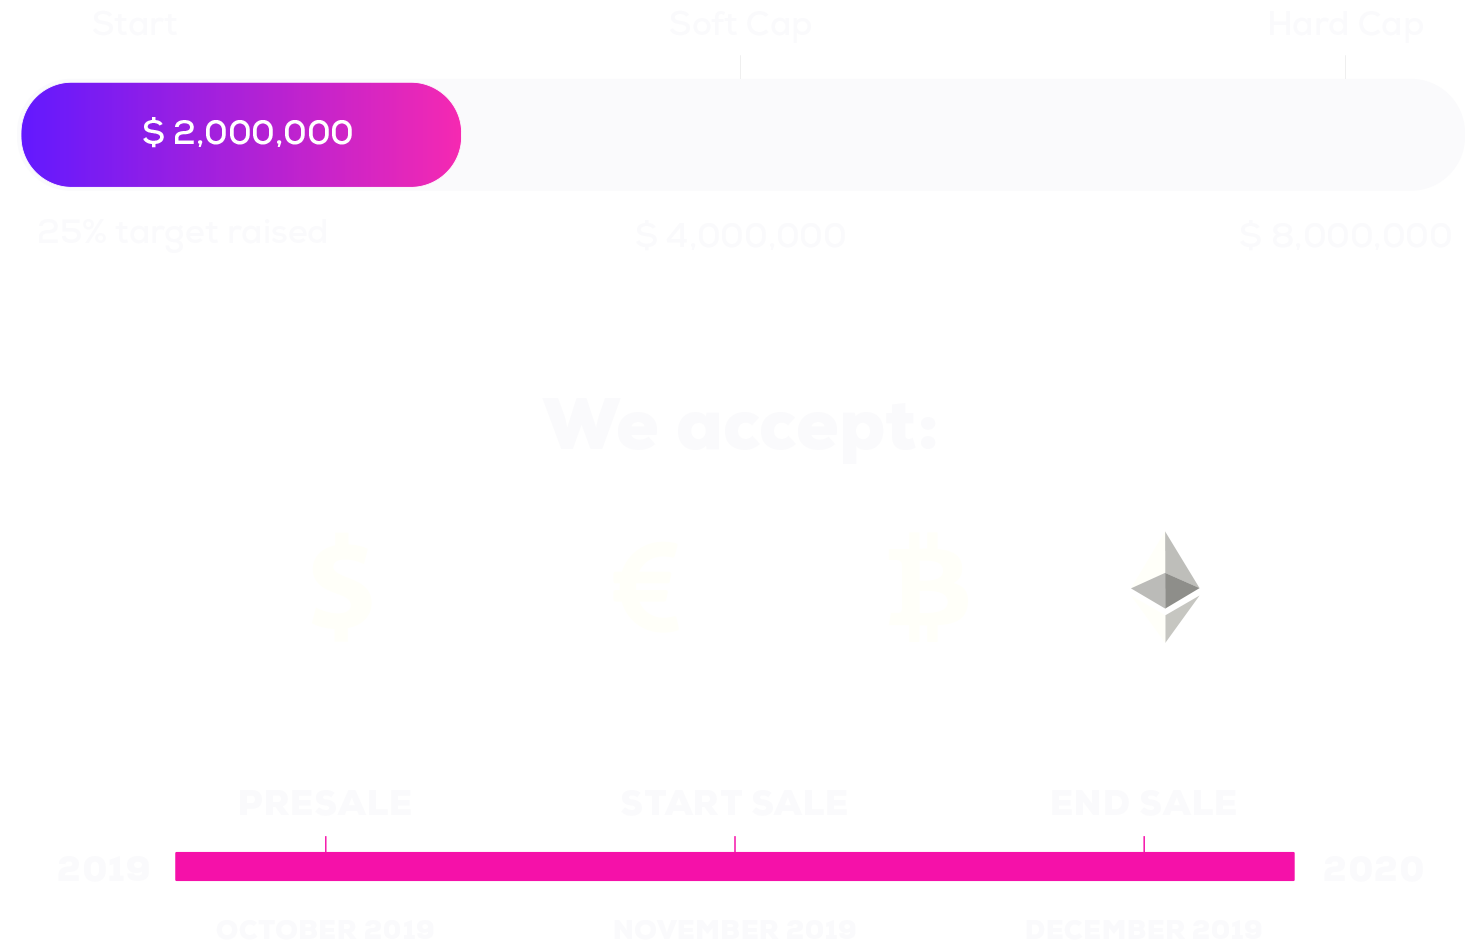 Start
Soft Cap
Hard Cap
$ 2,000,000
25% target raised
$ 4,000,000
$ 8,000,000
We accept:
$
€
₿
PRESALE
START SALE
END SALE
2019
2020
OCTOBER 2019
NOVEMBER 2019
DECEMBER 2019